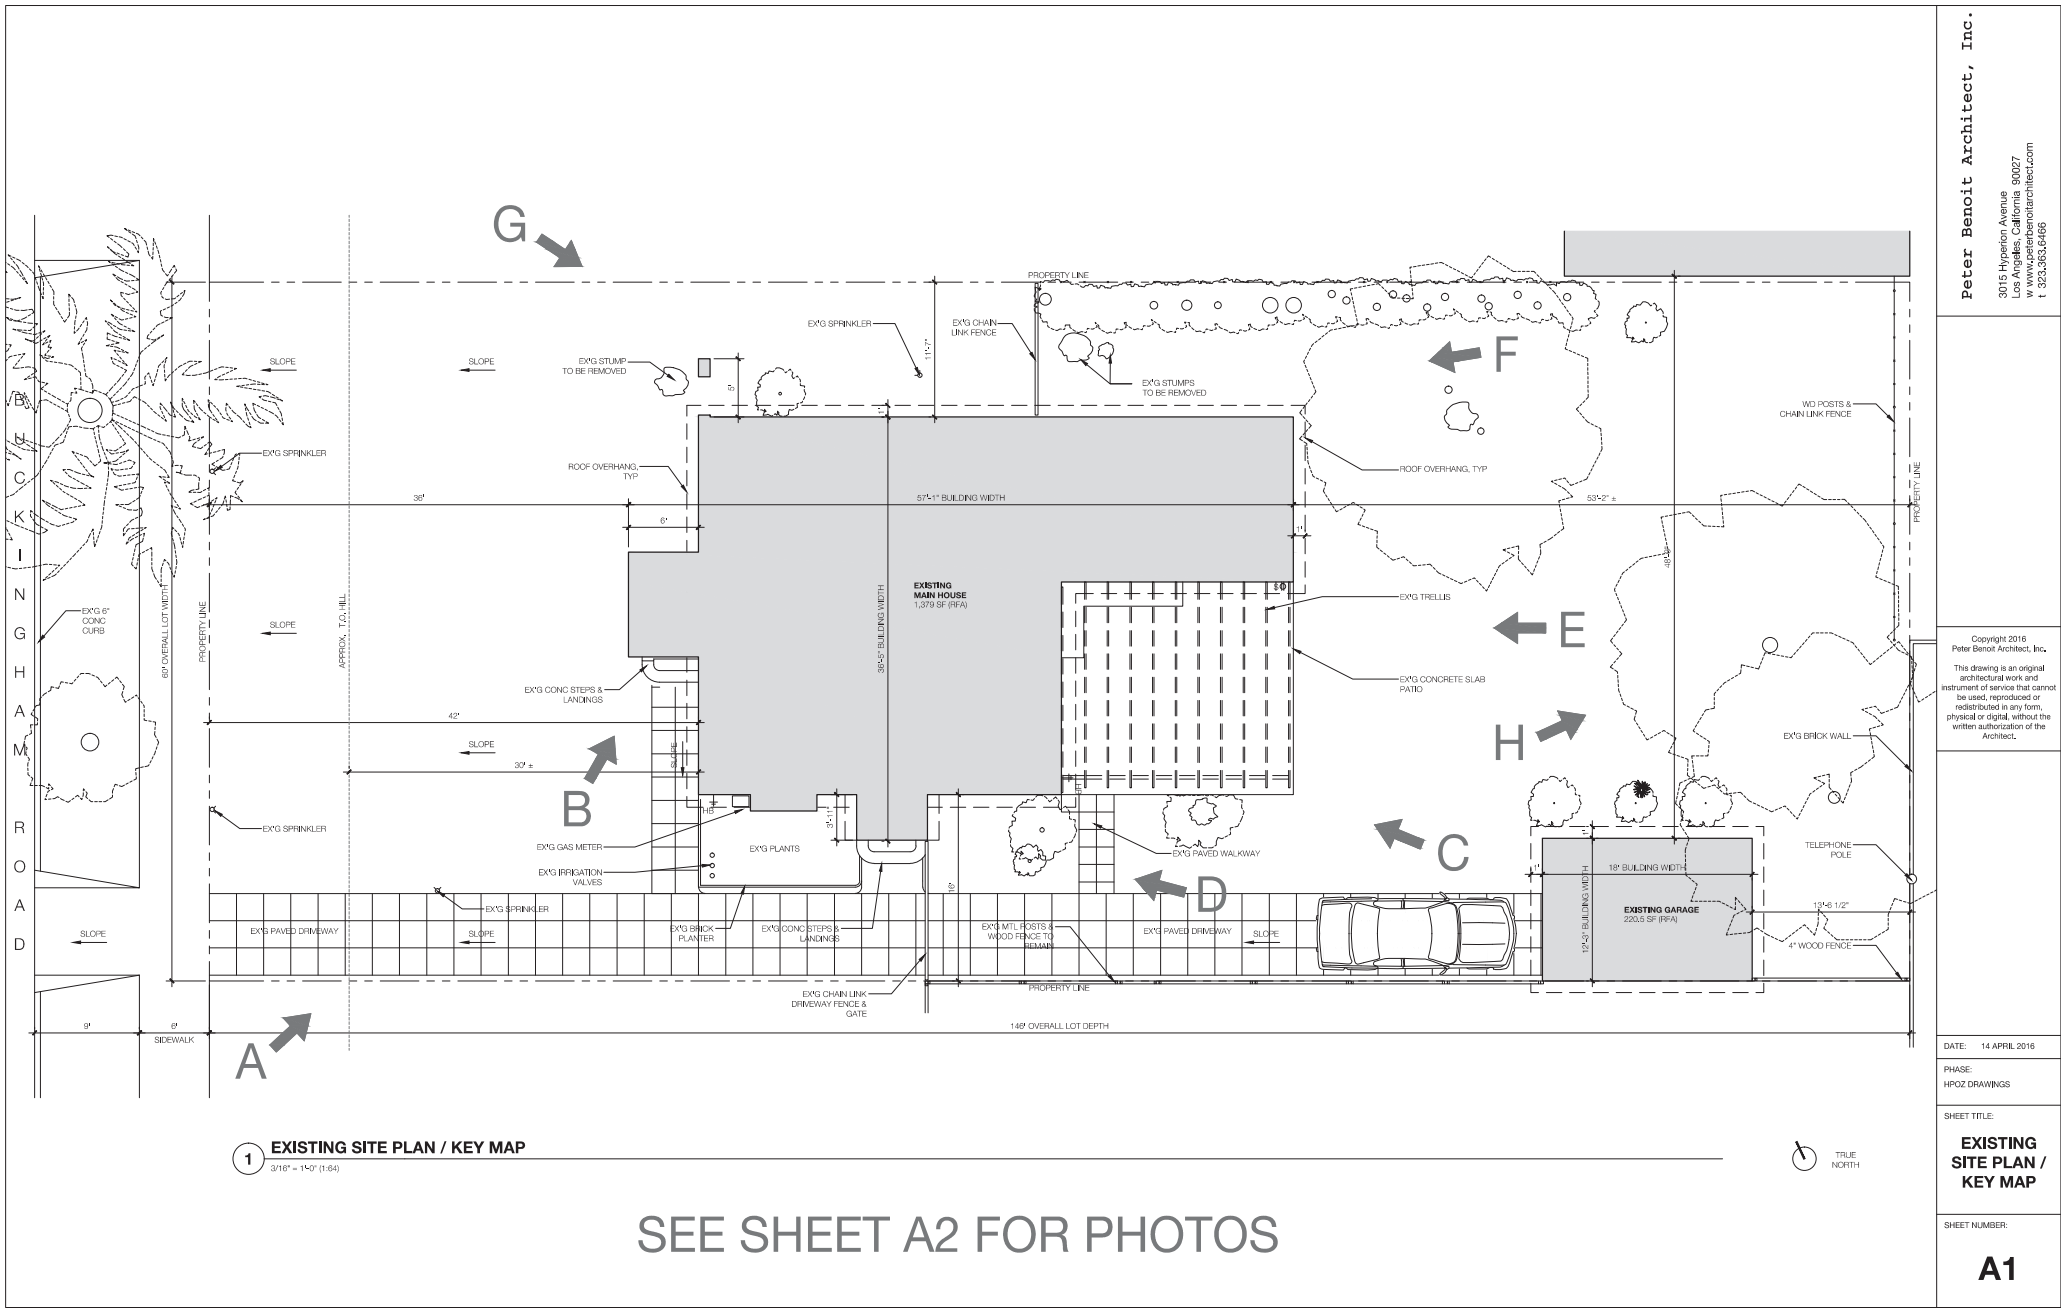 Peter Benoit Architect, Inc.
3015 Hyperion Avenue
Los Angeles, California 90027
w www.peterbenoitarchitect.com
t 323.363.6466
G
PROPERTY LINE
EX'G SPRINKLER
EX'G CHAIN
LINK FENCE
11'-7"
F
SLOPE
SLOPE
EX'G STUMP
TO BE REMOVED
5'
EX'G STUMPS
TO BE REMOVED
WD POSTS &
CHAIN LINK FENCE
1'
EX'G SPRINKLER
ROOF OVERHANG,
TYP
ROOF OVERHANG, TYP
PROPERTY LINE
36'
57'-1" BUILDING WIDTH
53'-2" ±
6'
1'
BUCKINGHAM ROAD
EX'G 6"
CONC
CURB
60' OVERALL LOT WIDTH
PROPERTY LINE
SLOPE
APPROX. T.O. HILL
EXISTING
MAIN HOUSE
1,379 SF (RFA)
36'-5" BUILDING WIDTH
EX'G TRELLIS
E
EX'G CONC STEPS &
LANDINGS
EX'G CONCRETE SLAB
PATIO
42'
SLOPE
SLOPE
30' ±
H
EX'G BRICK WALL
B
HB
HB
3'-11"
EX'G SPRINKLER
EX'G GAS METER
EX'G PLANTS
EX'G PAVED WALKWAY
C
TELEPHONE
POLE
EX'G IRRIGATION
VALVES
D
16'
1'
1'
18' BUILDING WIDTH
EX'G SPRINKLER
EXISTING GARAGE
220.5 SF (RFA)
12'-3" BUILDING WIDTH
13'-6 1/2"
SLOPE
EX'G PAVED DRIVEWAY
SLOPE
EX'G BRICK
PLANTER
EX'G CONC STEPS &
LANDINGS
EX'G MTL POSTS &
WOOD FENCE TO
REMAIN
EX'G PAVED DRIVEWAY
SLOPE
4" WOOD FENCE
PROPERTY LINE
EX'G CHAIN LINK
DRIVEWAY FENCE &
GATE
9'
6'
SIDEWALK
146' OVERALL LOT DEPTH
A
1
EXISTING SITE PLAN / KEY MAP
3/16" = 1'-0" (1:64)
TRUE
NORTH
SEE SHEET A2 FOR PHOTOS
Copyright 2016
Peter Benoit Architect, Inc.
This drawing is an original
architectural work and
instrument of service that cannot
be used, reproduced or
redistributed in any form,
physical or digital, without the
written authorization of the
Architect.
DATE: 14 APRIL 2016
PHASE:
HPOZ DRAWINGS
SHEET TITLE:
EXISTING
SITE PLAN /
KEY MAP
SHEET NUMBER:
A1